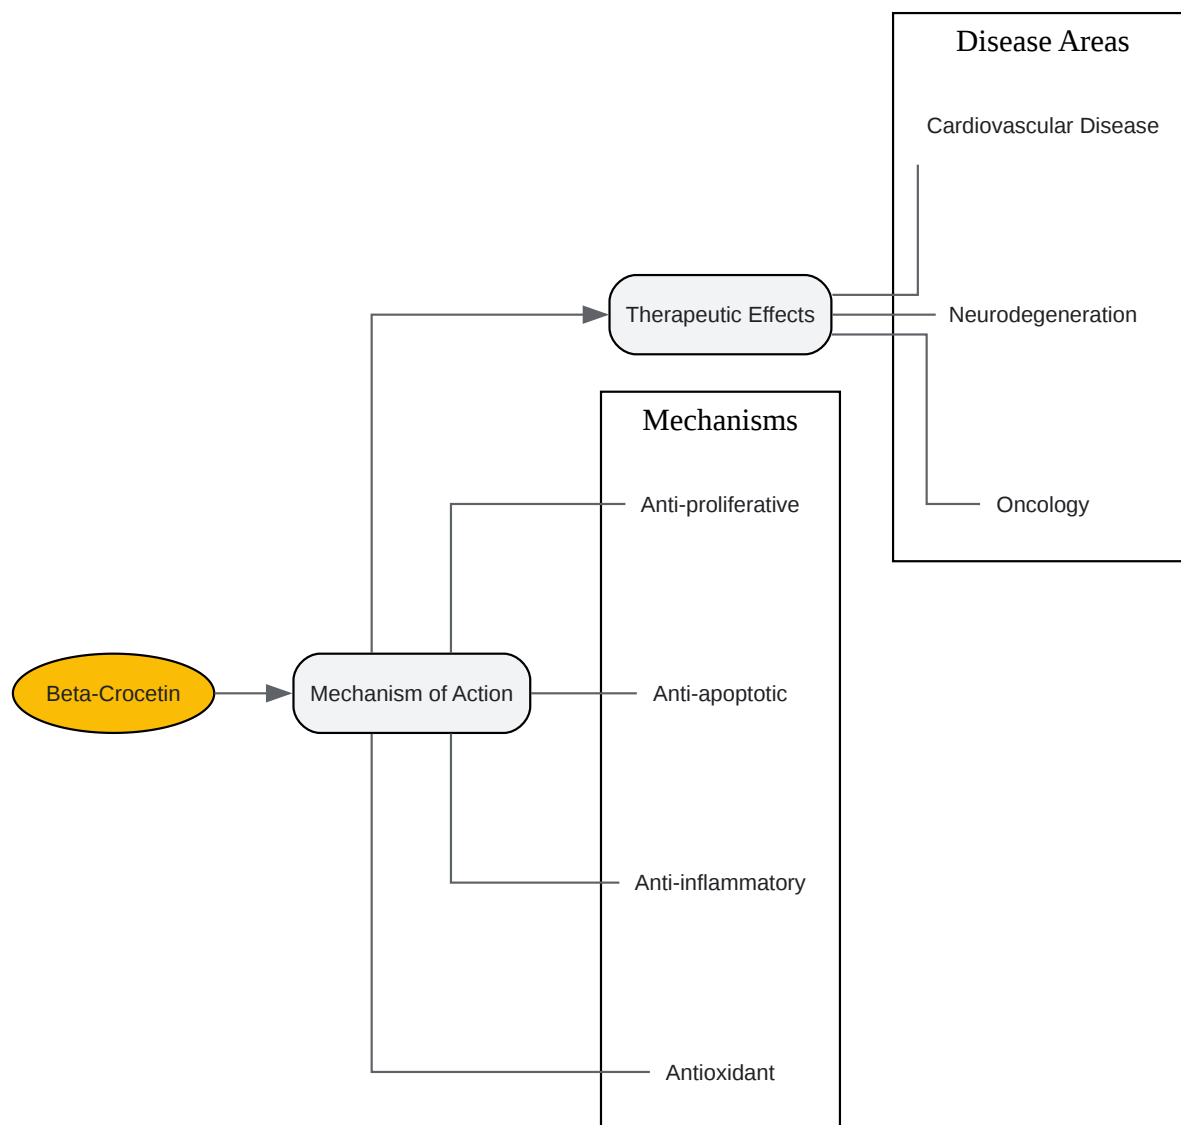 Disease Areas
Cardiovascular Disease
Therapeutic Effects
Neurodegeneration
Mechanisms
Anti-proliferative
Oncology
Beta-Crocetin
Mechanism of Action
Anti-apoptotic
Anti-inflammatory
Antioxidant